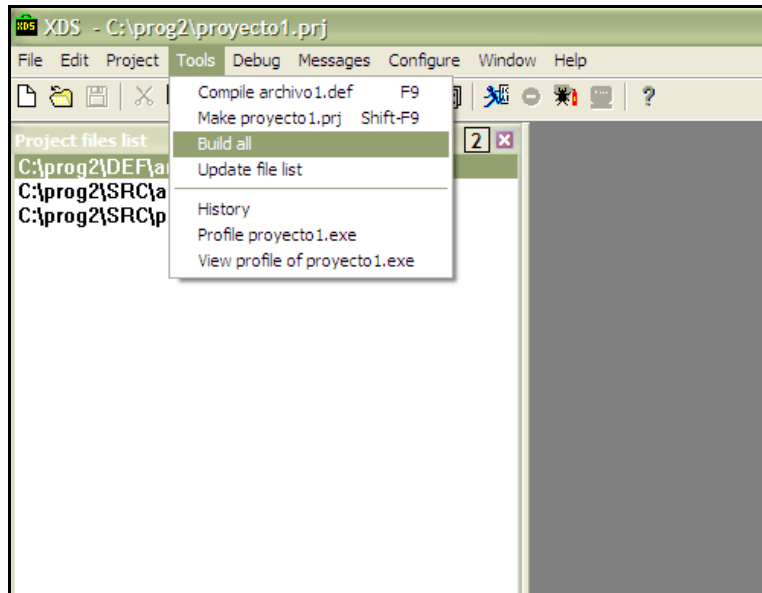 XDS - C:\prog2\proyecto1.prj
File Edit Project Tools Debug Messages Configure Window Help
Compile archivo1.def F9
Make proyecto1.prj Shift-F9
Build all
Update file list
History
Profile proyecto1.exe
View profile of proyecto1.exe
?
Project files list 2
C:\prog2\DEF\a
C:\prog2\SRC\a
C:\prog2\SRC\p